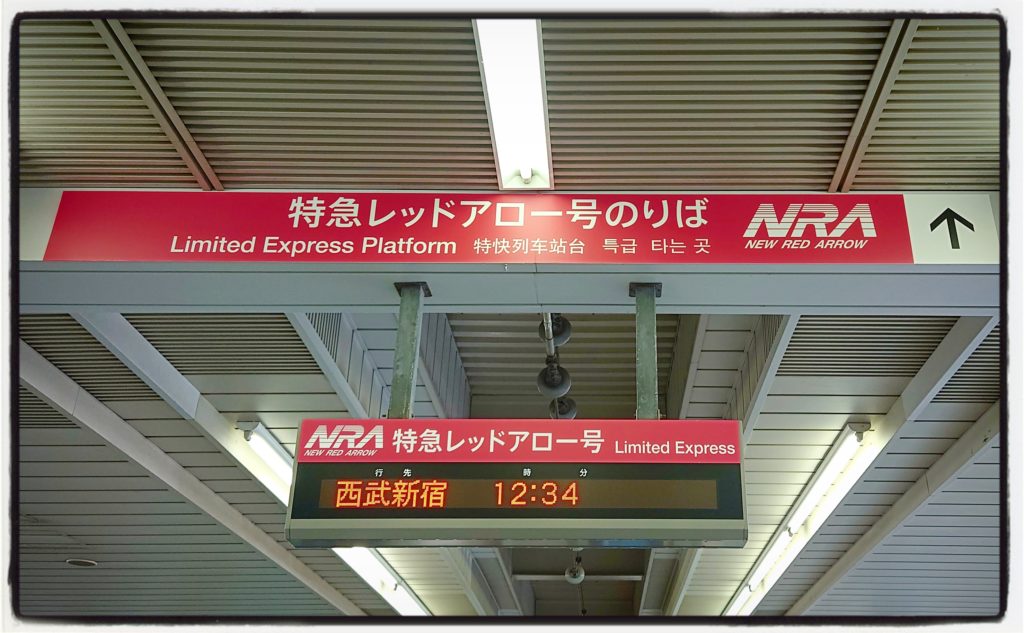 特急レッドアロー号のりば
Limited Express Platform 特快列车站台 특급 타는 곳
NRA
NEW RED ARROW
NRA
NEW RED ARROW
特急レッドアロー号 Limited Express
行先 時 分
西武新宿 12:34